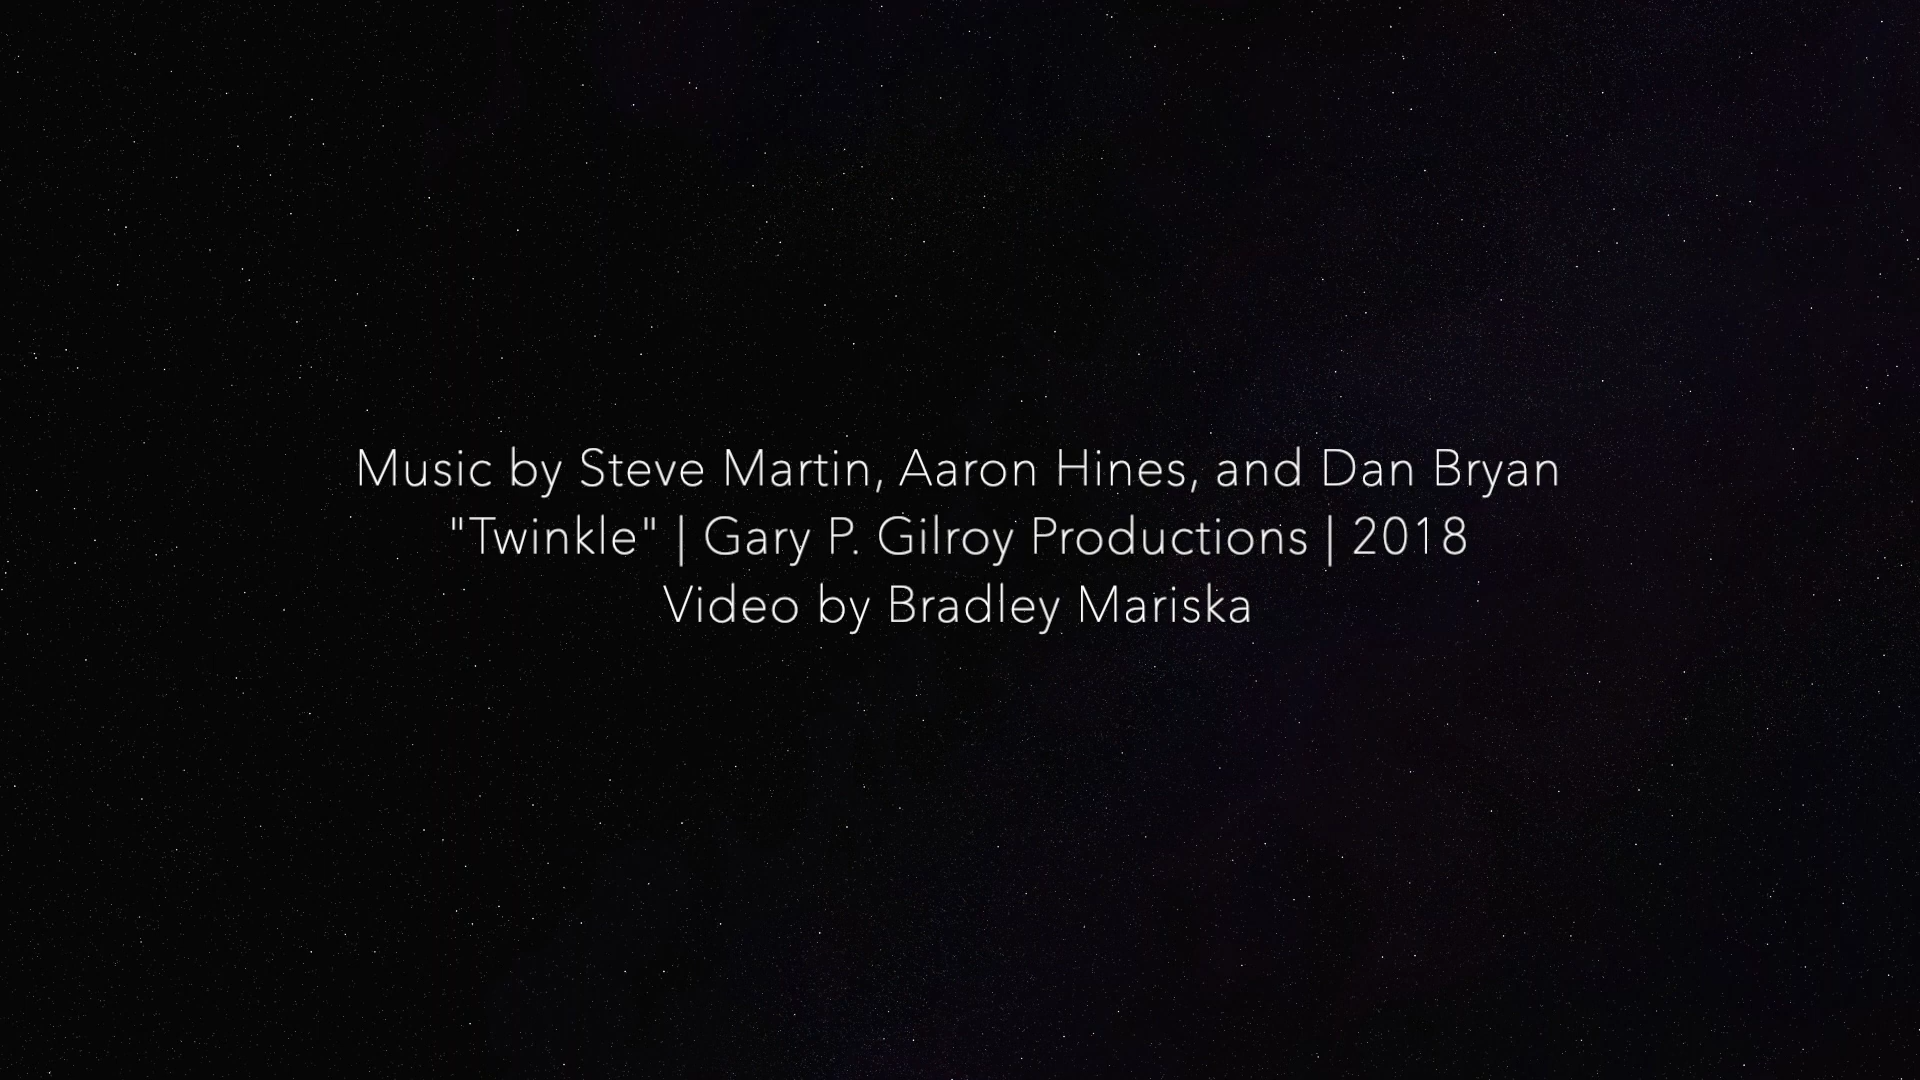 Music by Steve Martin, Aaron Hines, and Dan Bryan
"Twinkle" | Gary P. Gilroy Productions | 2018
Video by Bradley Mariska